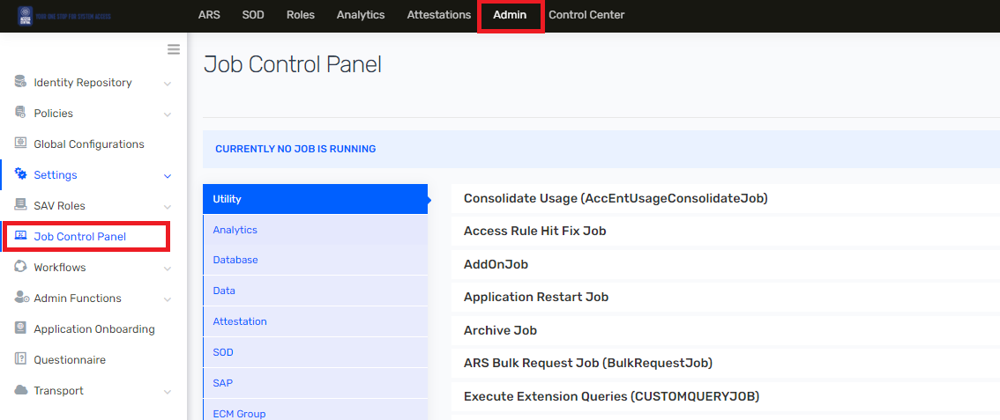 YOUR ONE STOP FOR SYSTEM ACCESS
ARS SOD Roles Analytics Attestations Admin Control Center
Job Control Panel
Identity Repository
Policies
Global Configurations
Settings
SAV Roles
Job Control Panel
Workflows
Admin Functions
Application Onboarding
Questionnaire
Transport
CURRENTLY NO JOB IS RUNNING
Utility
Analytics
Database
Data
Attestation
SOD
SAP
ECM Group
Consolidate Usage (AccEntUsageConsolidateJob)
Access Rule Hit Fix Job
AddOnJob
Application Restart Job
Archive Job
ARS Bulk Request Job (BulkRequestJob)
Execute Extension Queries (CUSTOMQUERYJOB)